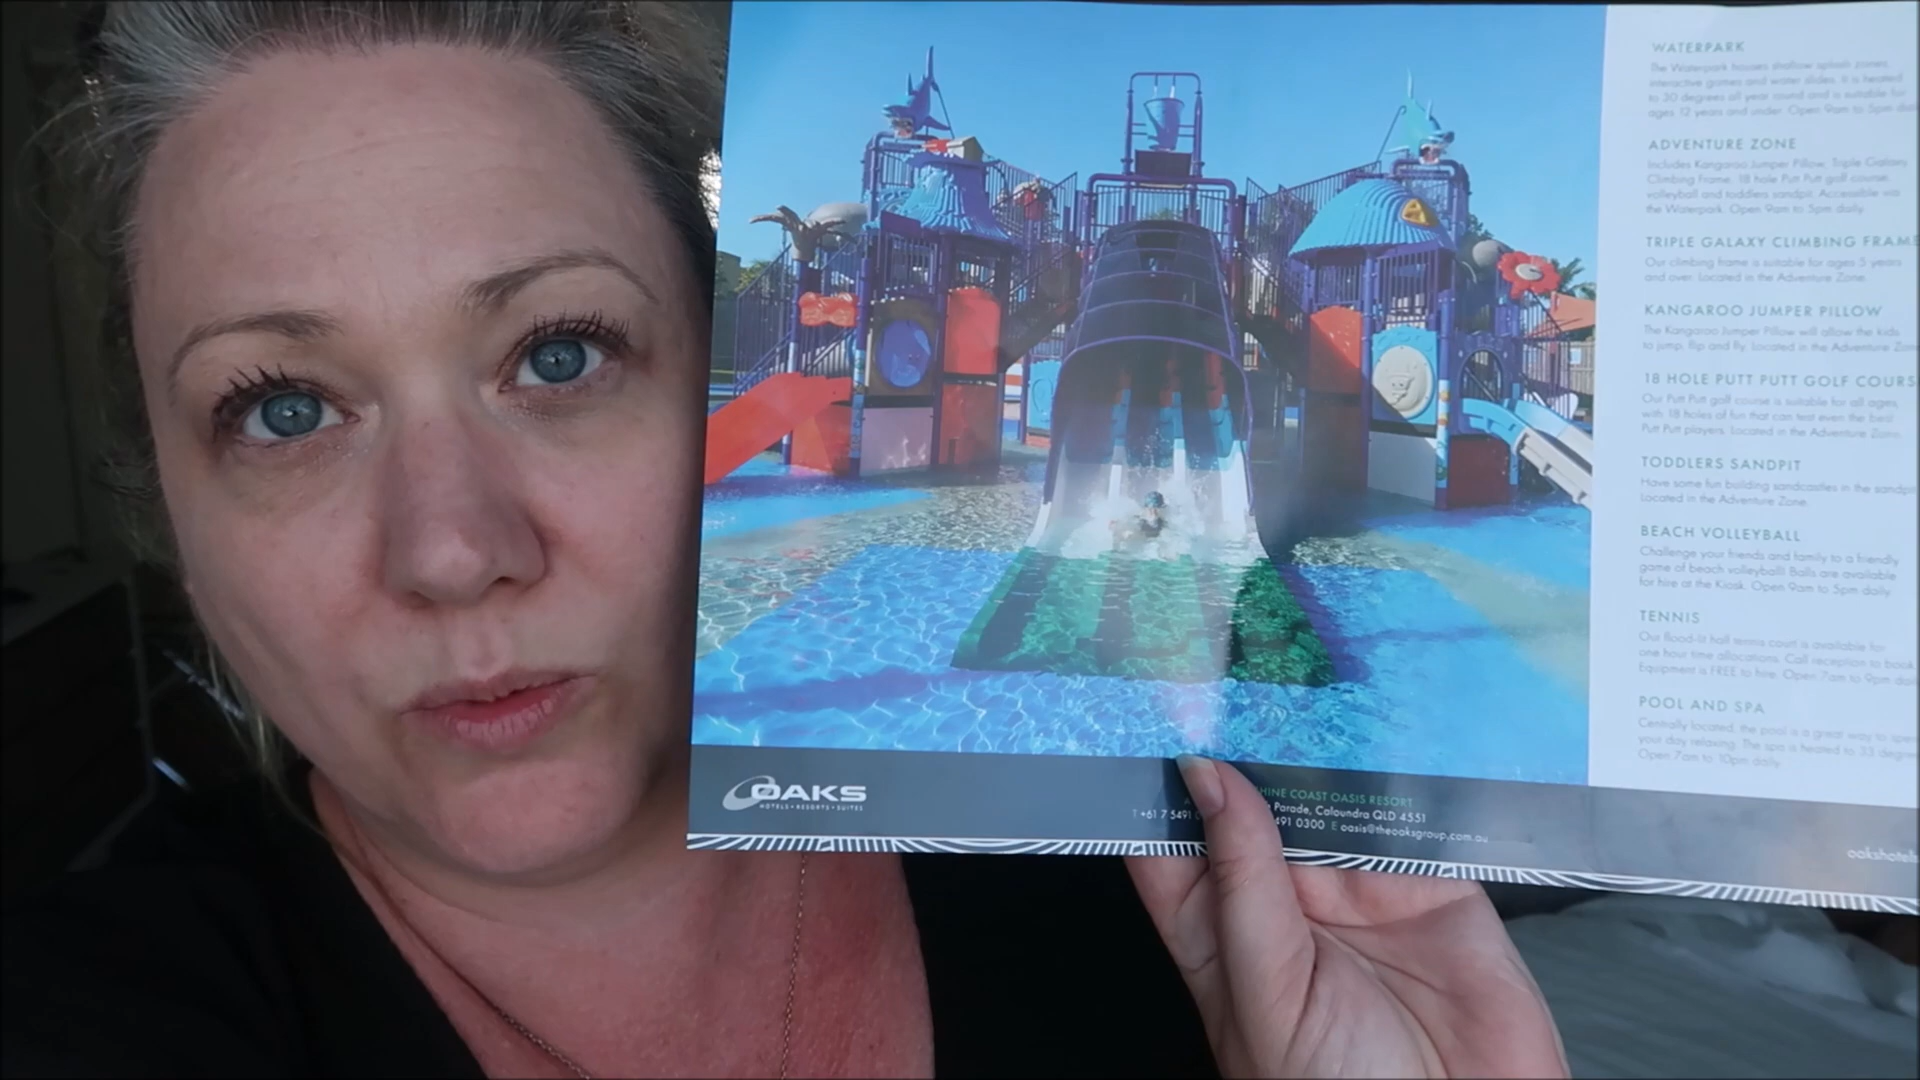 WATERPARK
The Waterpark houses shallow splash zones,
interactive games and water slides. It is heated
to 30 degrees all year round and is suitable for
ages 12 years and under. Open 9am to 5pm
ADVENTURE ZONE
Includes Kangaroo Jumper Pillow, Triple Galaxy
Climbing Frame, 18 hole Putt Putt golf course,
volleyball and toddlers sandpit. Accessible via
the Waterpark. Open 9am to 5pm daily.
TRIPLE GALAXY CLIMBING FRAME
Our climbing frame is suitable for ages 5 years
and over. Located in the Adventure Zone.
KANGAROO JUMPER PILLOW
The Kangaroo Jumper Pillow will allow the kids
to jump, flip and fly. Located in the Adventure
18 HOLE PUTT PUTT GOLF COURS
Our Putt Putt golf course is suitable for all ages,
with 18 holes of fun that can test even the best
Putt Putt players. Located in the Adventure Zone.
TODDLERS SANDPIT
Have some fun building sandcastles in the sandpit
Located in the Adventure Zone.
BEACH VOLLEYBALL
Challenge your friends and family to a friendly
game of beach volleyball! Balls are available
for hire at the Kiosk. Open 9am to 5pm daily.
TENNIS
Our flood-lit half tennis court is available for
one hour time allocations. Call reception to book.
Equipment is FREE to hire. Open 7am to 9pm
POOL AND SPA
Centrally located, the pool is a great way to
your day relaxing. The spa is heated to 33
Open 7am to 10pm daily.
OAKS
HOTELS • RESORTS • SUITES
HINE COAST OASIS RESORT
Parade, Caloundra QLD 4551
T +61 7 5491
491 0300 E oasis@theoaksgroup.com.au
oakshotels